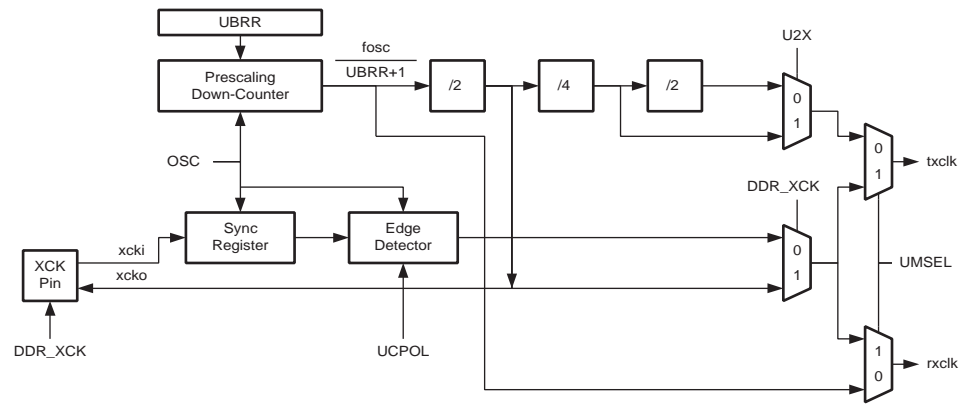 UBRR
fosc
UBRR+1
U2X
Prescaling
Down-Counter
/2
/4
/2
0
1
OSC
0
1
txclk
DDR_XCK
Sync
Register
Edge
Detector
0
1
xcki
XCK
Pin
xcko
UMSEL
DDR_XCK
UCPOL
1
0
rxclk